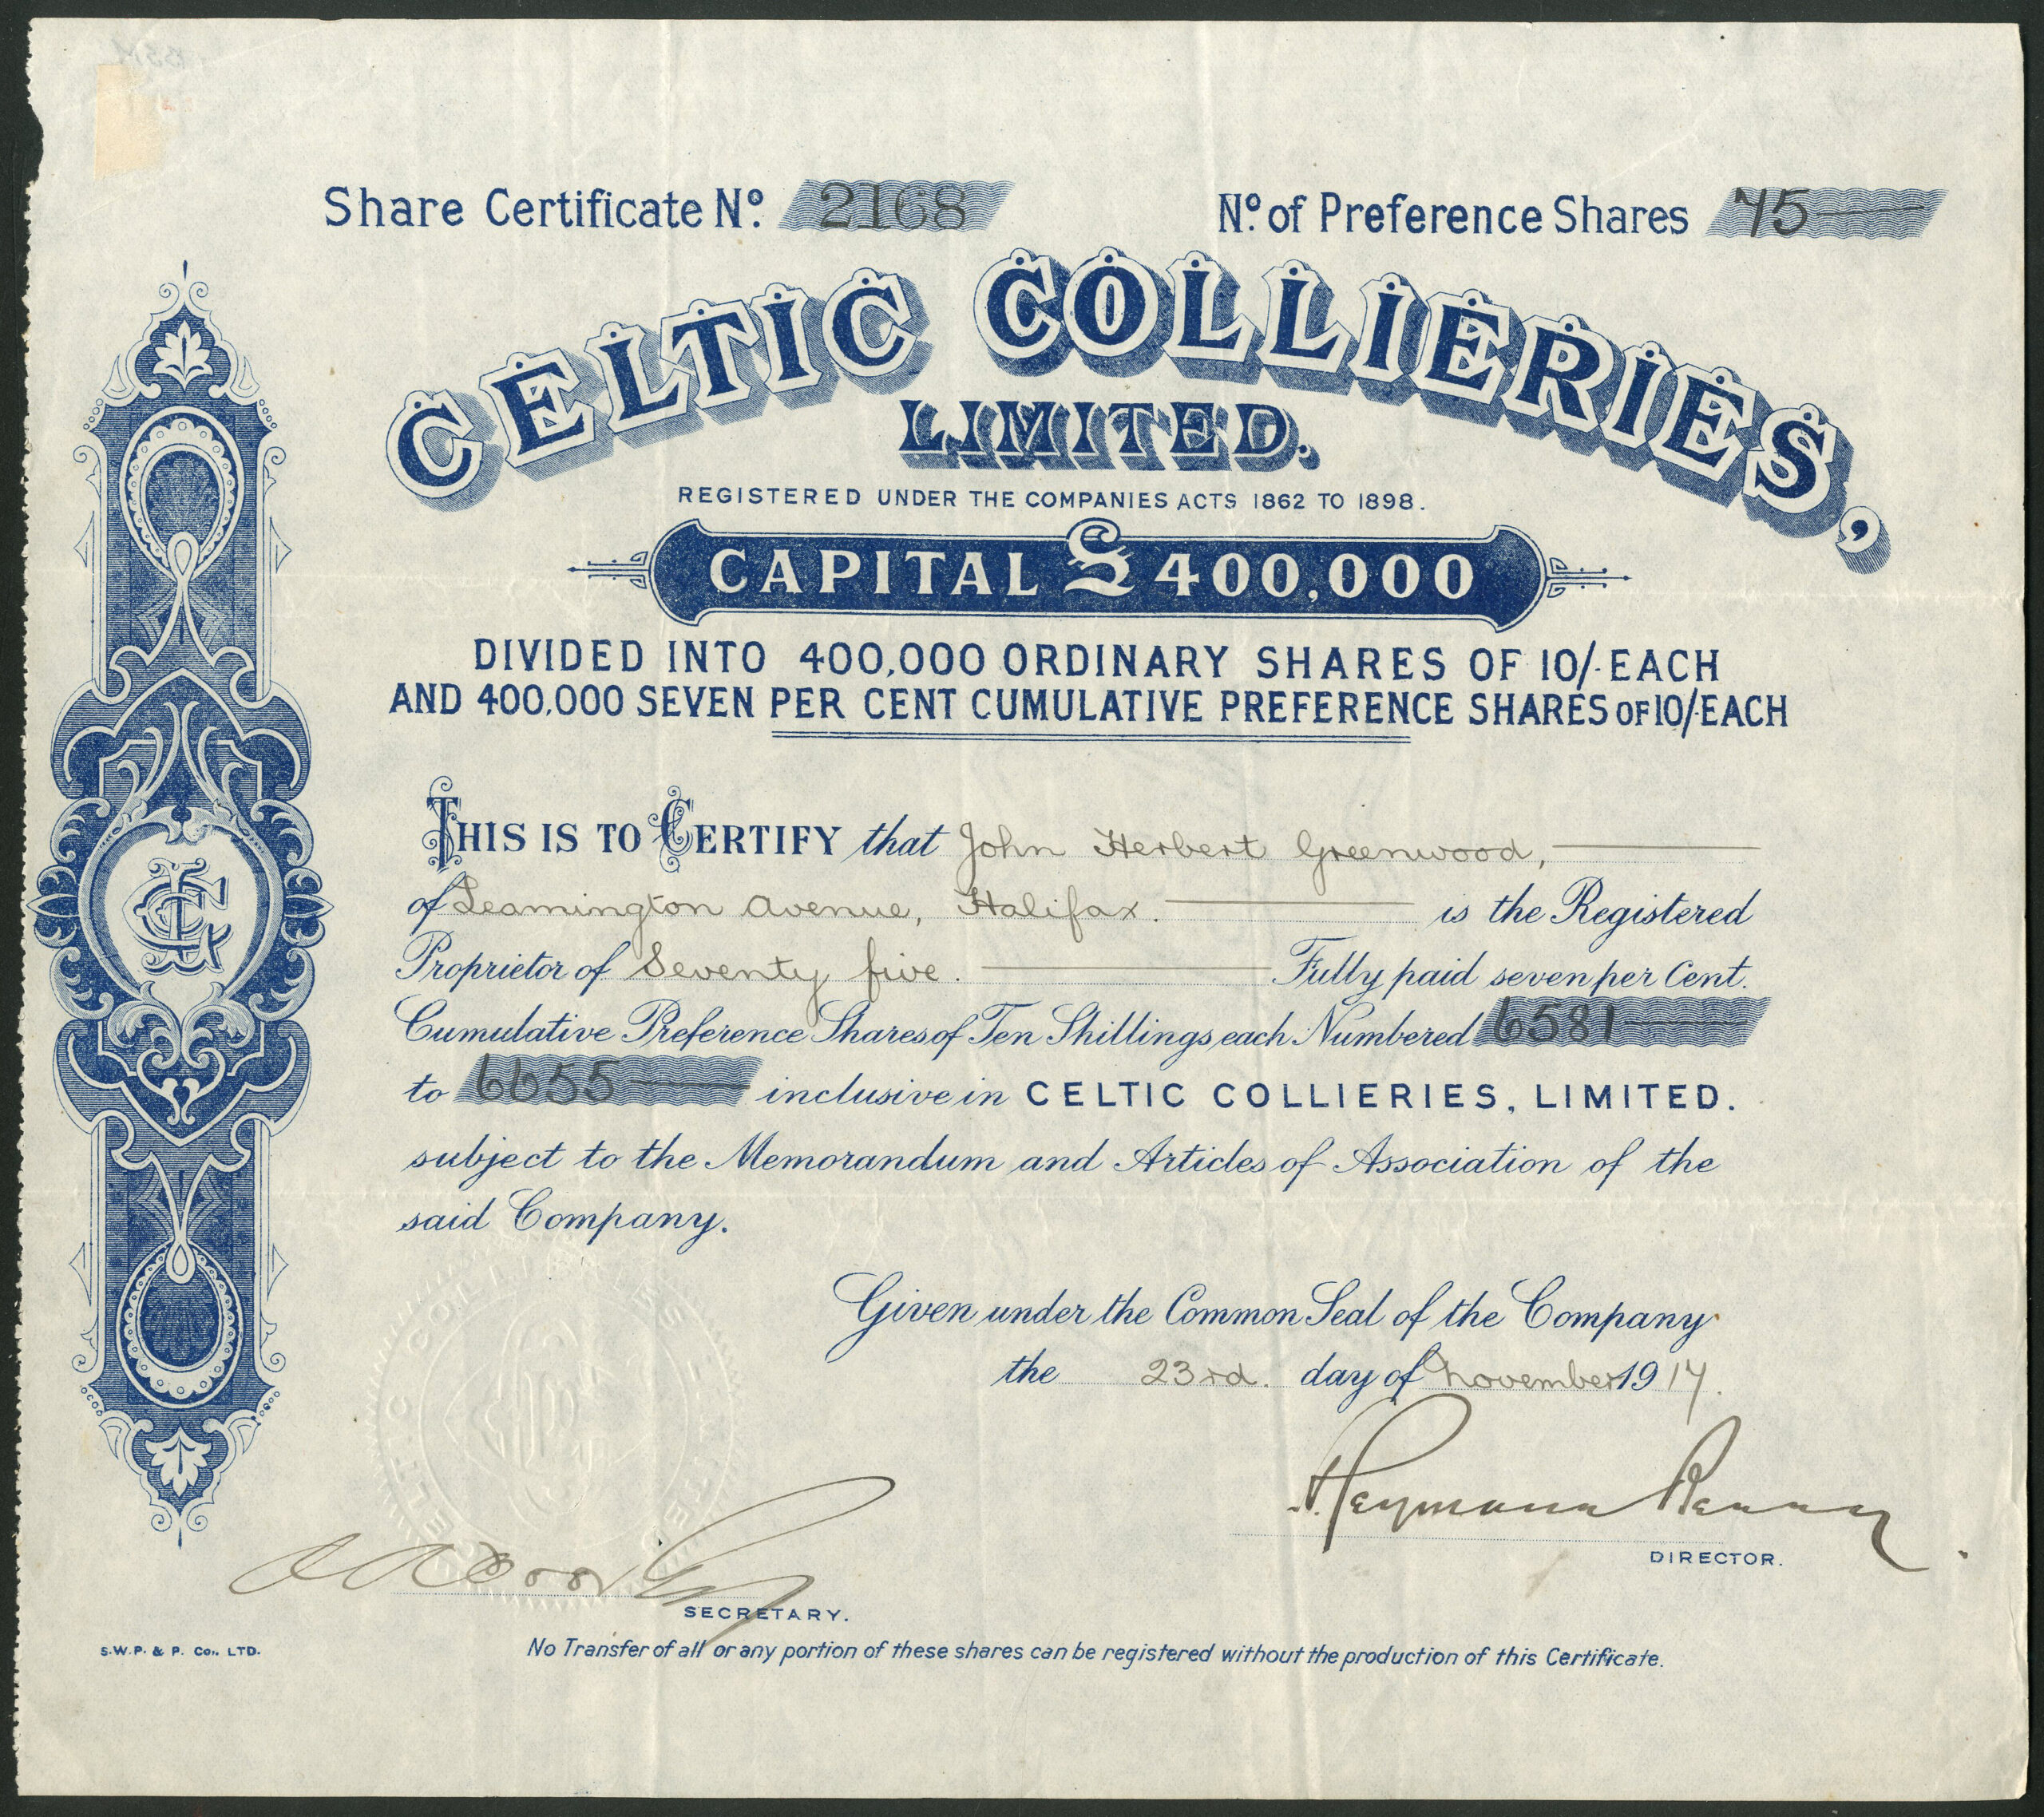 Share Certificate No. 2168
No. of Preference Shares 75
CELTIC COLLIERIES,
LIMITED.
REGISTERED UNDER THE COMPANIES ACTS 1862 TO 1898.
CAPITAL £400,000
DIVIDED INTO 400,000 ORDINARY SHARES OF 10/- EACH
AND 400,000 SEVEN PER CENT CUMULATIVE PREFERENCE SHARES OF 10/- EACH
THIS IS TO CERTIFY that John Herbert Greenwood,
of Leamington Avenue, Halifax. is the Registered
Proprietor of Seventy five. Fully paid seven per Cent.
Cumulative Preference Shares of Ten Shillings each Numbered 6581
to 6655 inclusive in CELTIC COLLIERIES, LIMITED.
subject to the Memorandum and Articles of Association of the
said Company.
Given under the Common Seal of the Company
the 23rd. day of November 1917.
DIRECTOR.
SECRETARY.
S.W.P. & P. Co., LTD.
No Transfer of all or any portion of these shares can be registered without the production of this Certificate.